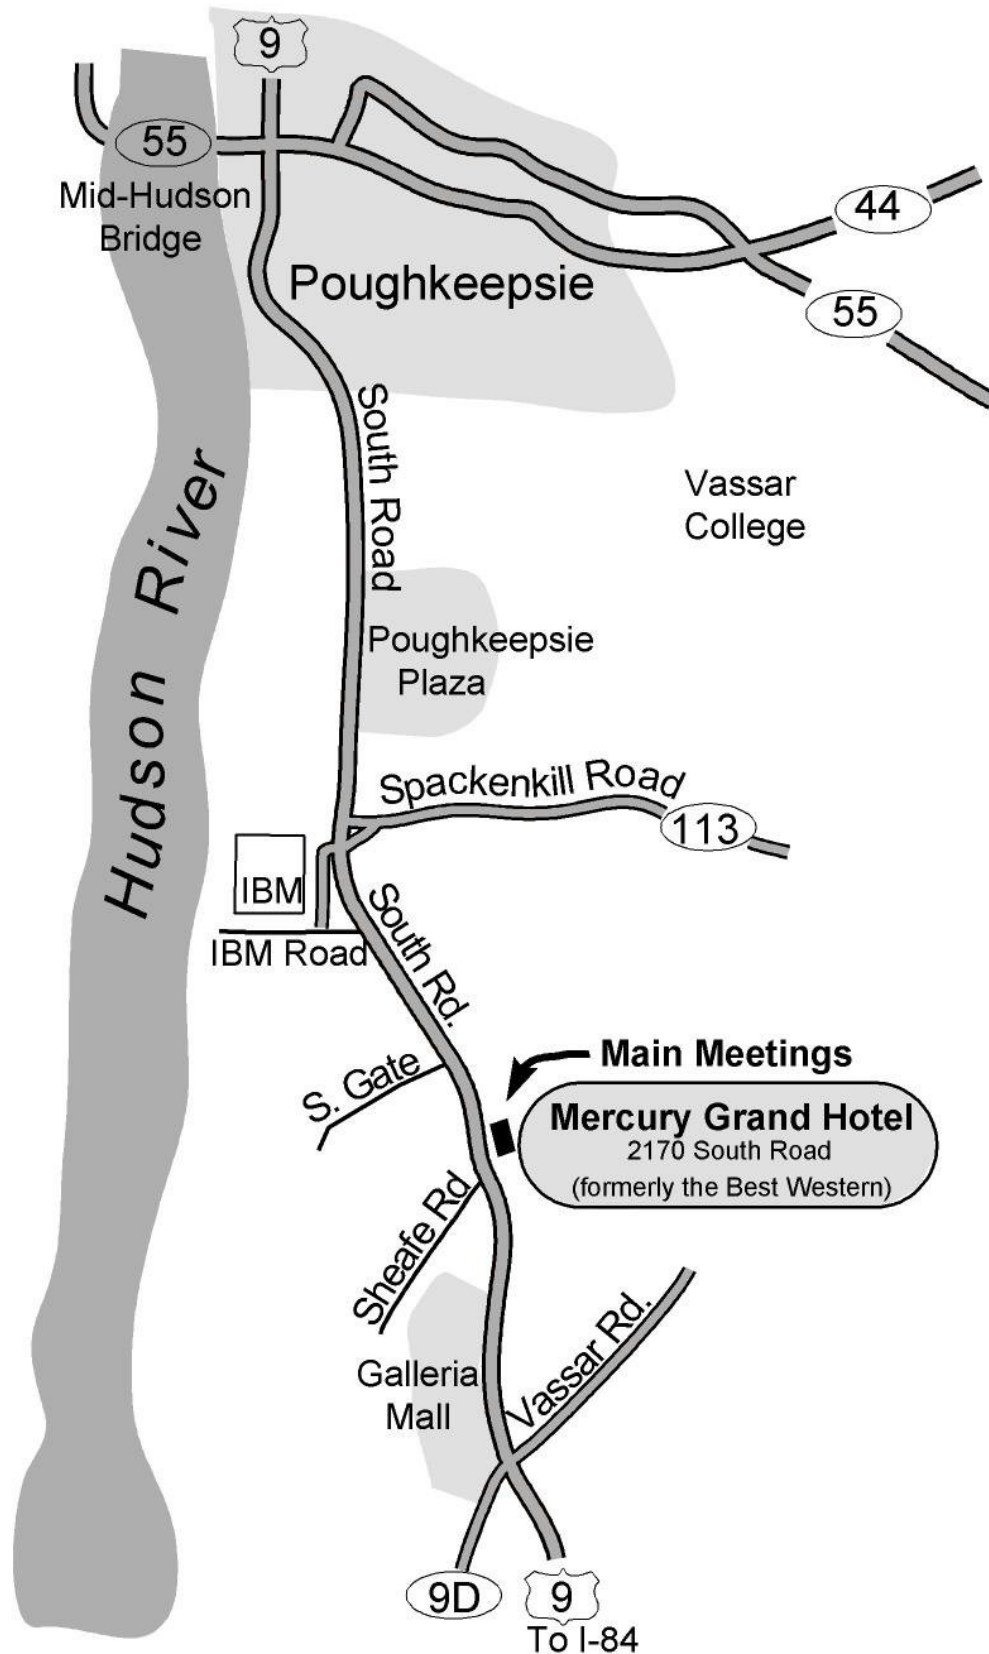 9
55
Mid-Hudson
Bridge
44
Poughkeepsie
55
South Road
Vassar
College
Hudson River
Poughkeepsie
Plaza
Spackenkill Road
113
IBM
IBM Road
South Rd.
Main Meetings
S. Gate
Mercury Grand Hotel
2170 South Road
(formerly the Best Western)
Sheafe Rd
Vassar Rd.
Galleria
Mall
9D
9
To I-84